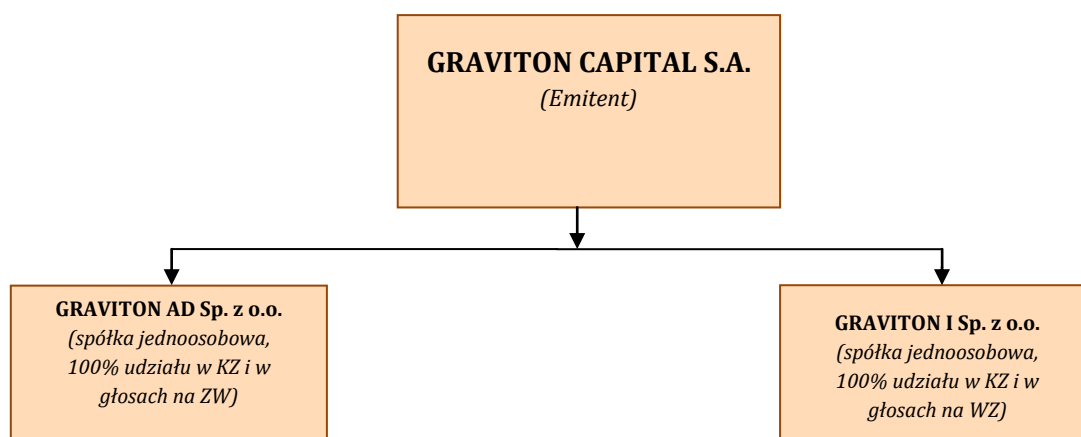 GRAVITON CAPITAL S.A.
(Emitent)
GRAVITON AD Sp. z o.o.
(spółka jednoosobowa,
100% udziału w KZ i w
głosach na ZW)
GRAVITON I Sp. z o.o.
(spółka jednoosobowa,
100% udziału w KZ i w
głosach na WZ)